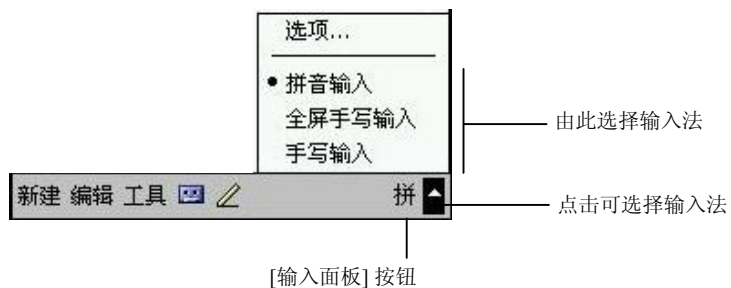 选项...
• 拼音输入
全屏手写输入
手写输入
由此选择输入法
新建 编辑 工具 拼
点击可选择输入法
[输入面板] 按钮